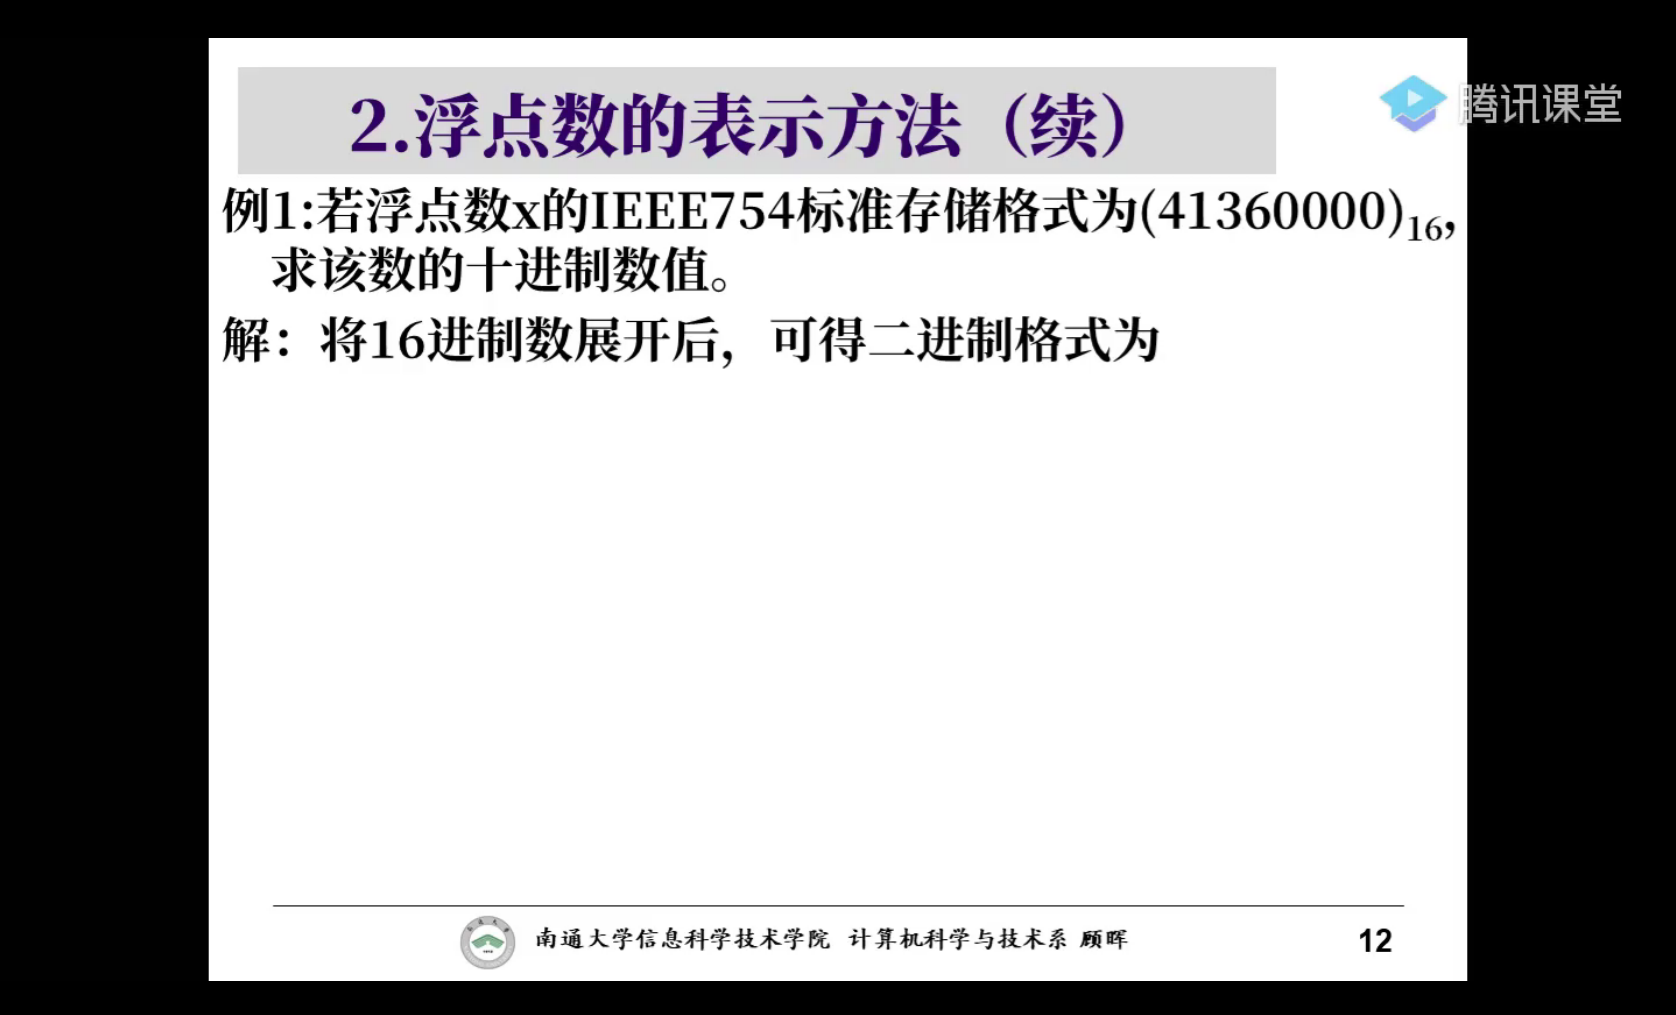 2.浮点数的表示方法（续）
腾讯课堂
例1:若浮点数x的IEEE754标准存储格式为(41360000)16,
求该数的十进制数值。
解：将16进制数展开后，可得二进制格式为
南通大学信息科学技术学院 计算机科学与技术系 顾晖
12